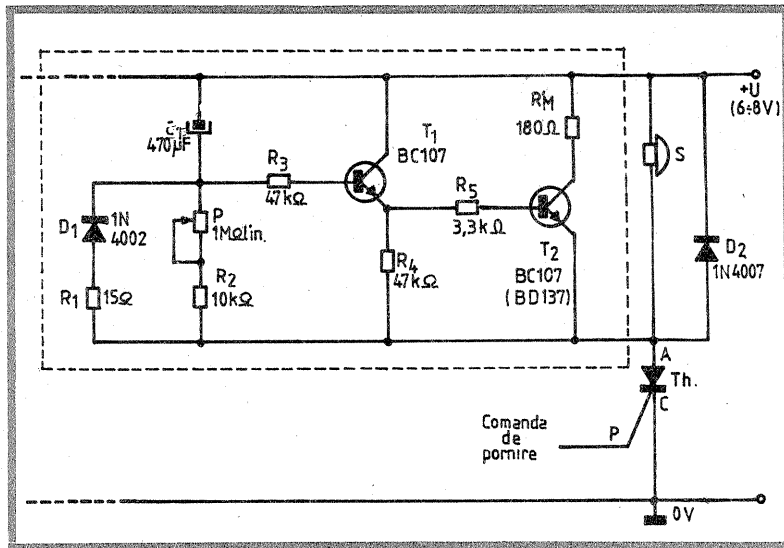 +U
(6÷8V)
470µF
R3
47kΩ
T1
BC107
RM
180Ω
S
D1
1N
4002
P
1MΩlin.
R5
3,3kΩ
T2
BC107
(BD137)
D2
1N4007
R1
15Ω
R2
10kΩ
R4
47kΩ
A
Th.
C
P
Comanda
de
pornire
0V